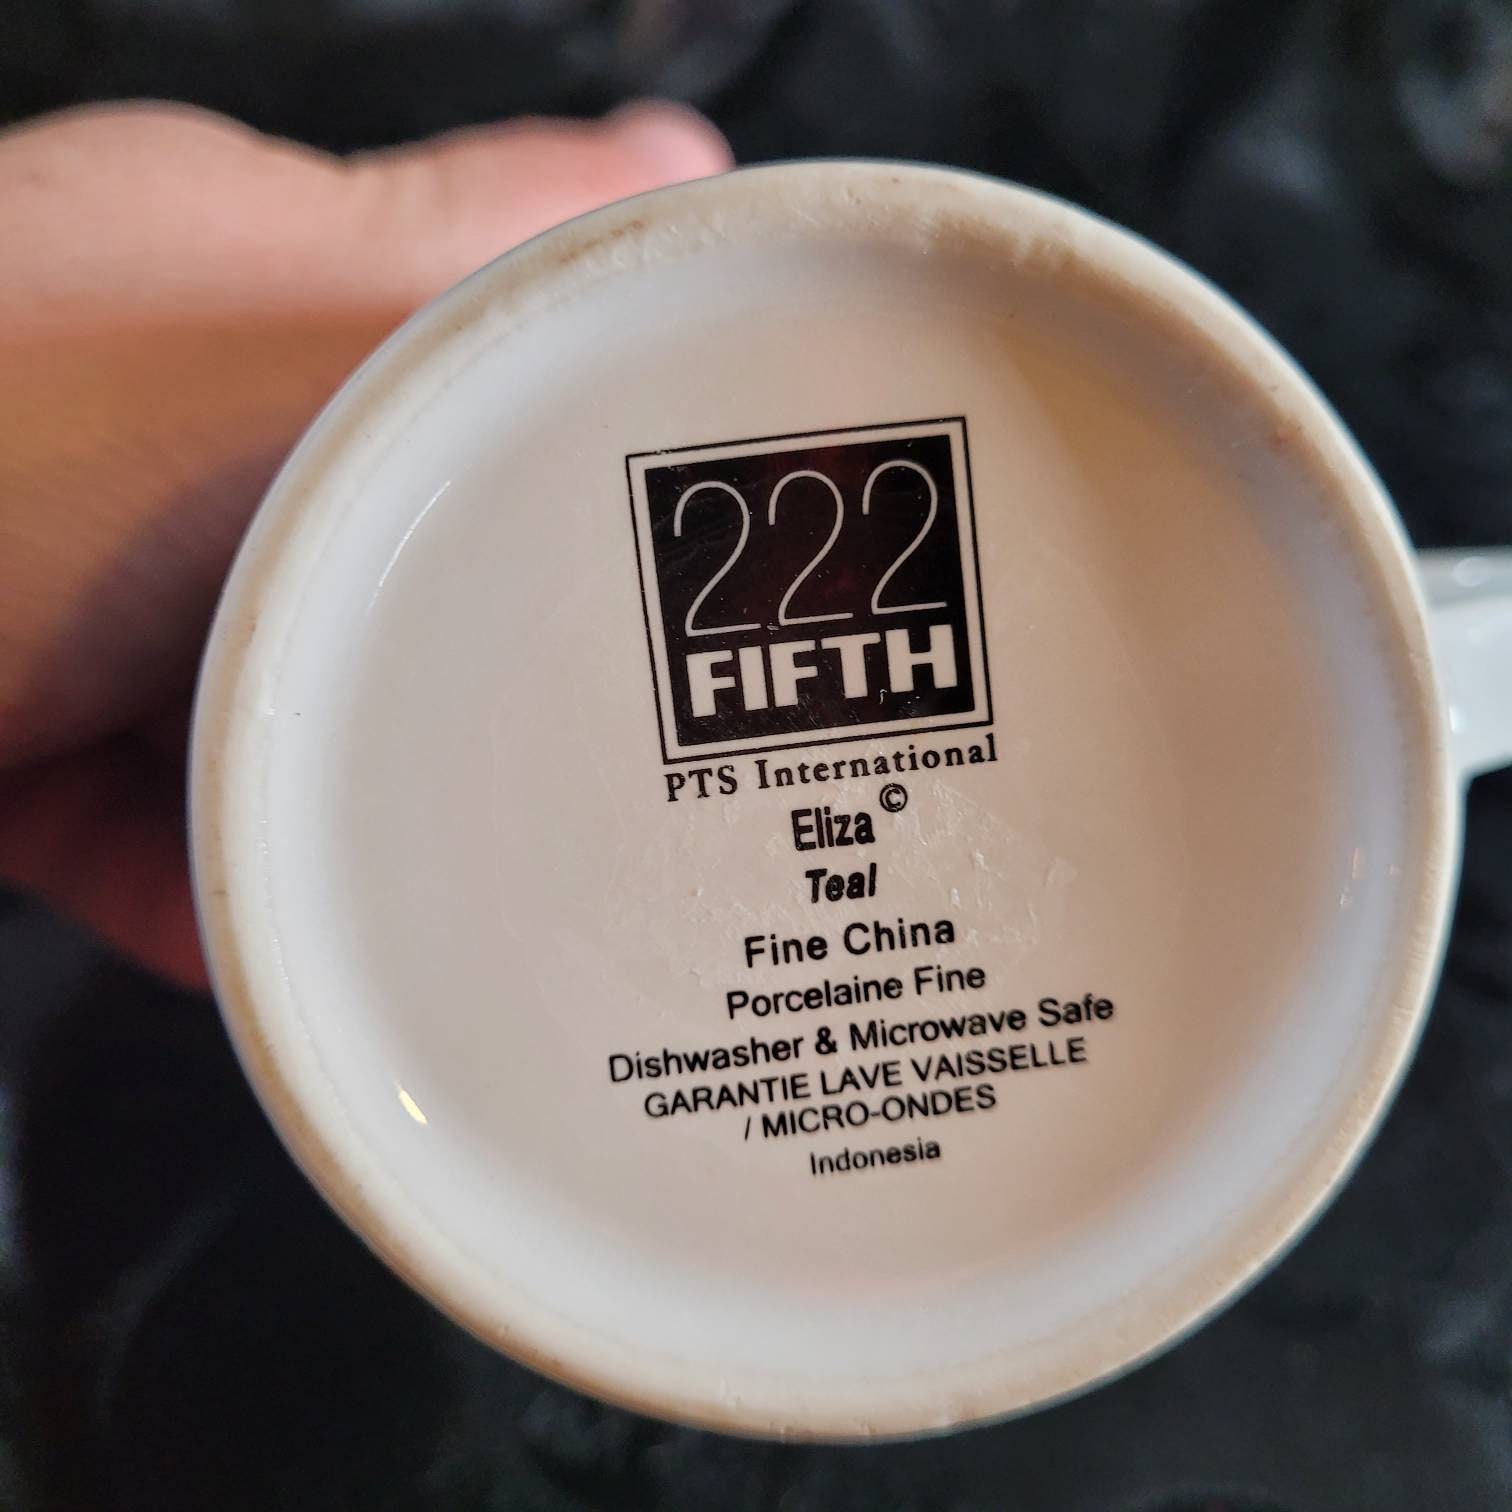 222
FIFTH
PTS International
Eliza©
Teal
Fine China
Porcelaine Fine
Dishwasher & Microwave Safe
GARANTIE LAVE VAISSELLE
/ MICRO-ONDES
Indonesia